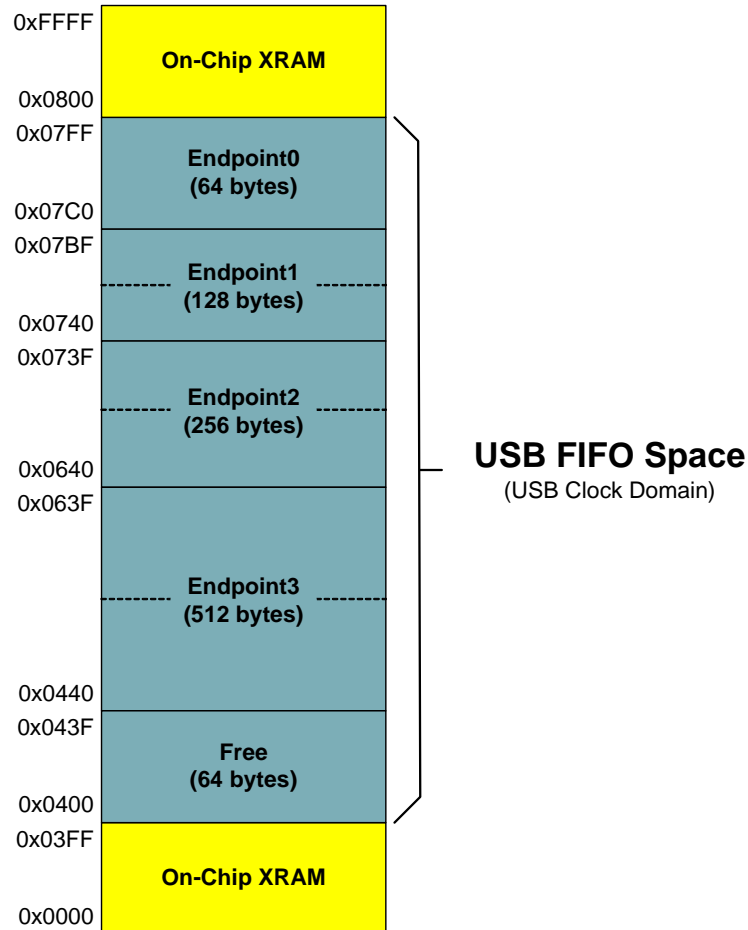 0xFFFF
On-Chip XRAM
0x0800
0x07FF
Endpoint0
(64 bytes)
0x07C0
0x07BF
Endpoint1
(128 bytes)
0x0740
0x073F
Endpoint2
(256 bytes)
0x0640
0x063F
Endpoint3
(512 bytes)
0x0440
0x043F
Free
(64 bytes)
0x0400
0x03FF
On-Chip XRAM
0x0000
USB FIFO Space
(USB Clock Domain)